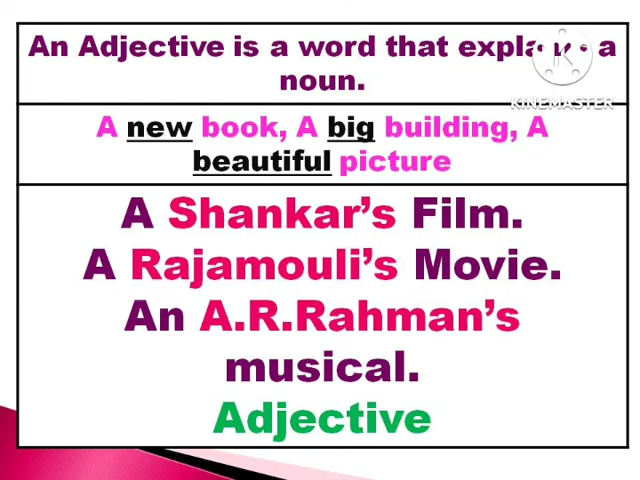 An Adjective is a word that explains a
noun.
KINEMASTER
A new book, A big building, A
beautiful picture
A Shankar’s Film.
A Rajamouli’s Movie.
An A.R.Rahman’s
musical.
Adjective